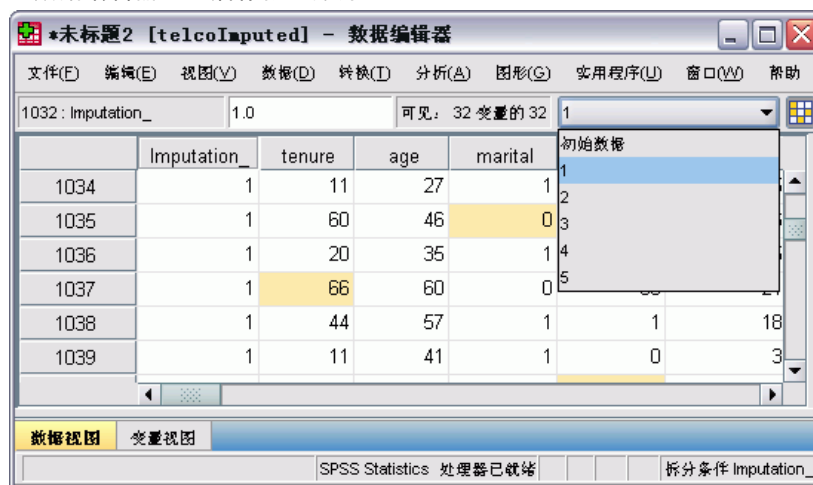 *未标题2 [telcoImputed] - 数据编辑器
文件(F) 编辑(E) 视图(V) 数据(D) 转换(T) 分析(A) 图形(G) 实用程序(U) 窗口(W) 帮助
1032 : Imputation_ 1.0 可见: 32 变量的 32 1
初始数据
1
2
3
4
5
Imputation_ tenure age marital
1034 1 11 27 1
1035 1 60 46 0
1036 1 20 35 1
1037 1 66 60 0
1038 1 44 57 1 1 18
1039 1 11 41 1 0 3
数据视图 变量视图
SPSS Statistics 处理器已就绪 拆分条件 Imputation_